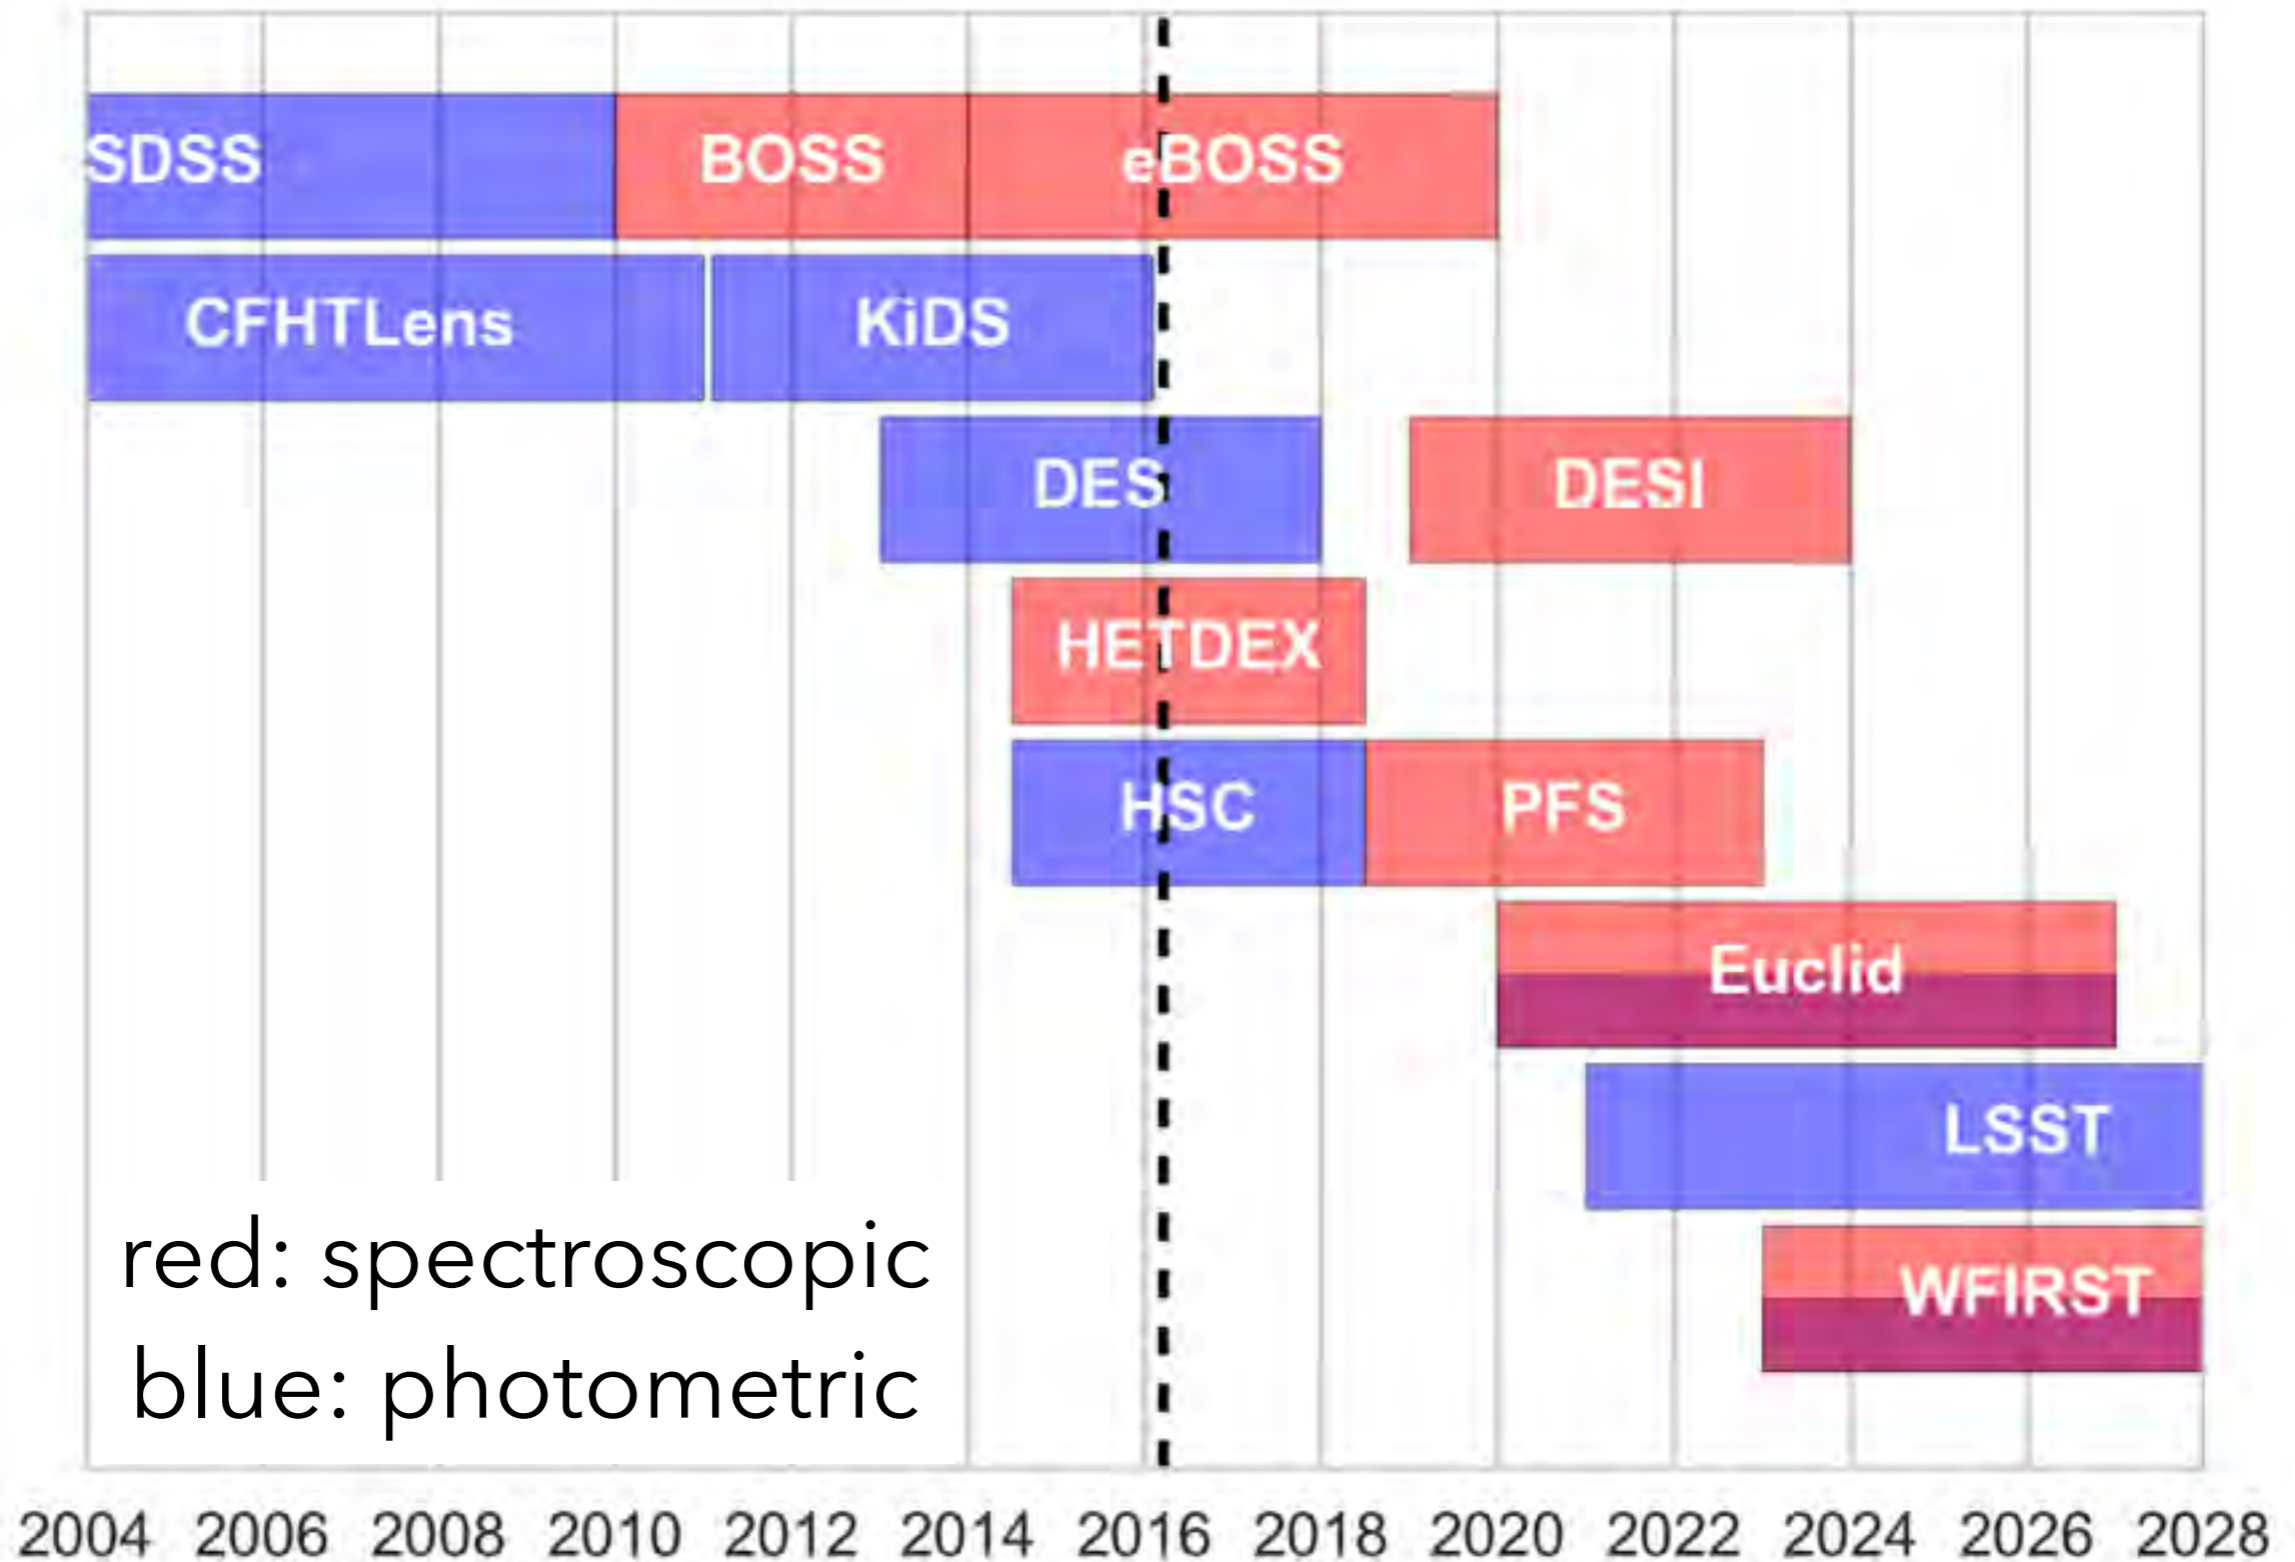 SDSS
BOSS
eBOSS
CFHTLens
KiDS
DES
DESI
HETDEX
HSC
PFS
Euclid
LSST
WFIRST
red: spectroscopic
blue: photometric
2004 2006 2008 2010 2012 2014 2016 2018 2020 2022 2024 2026 2028